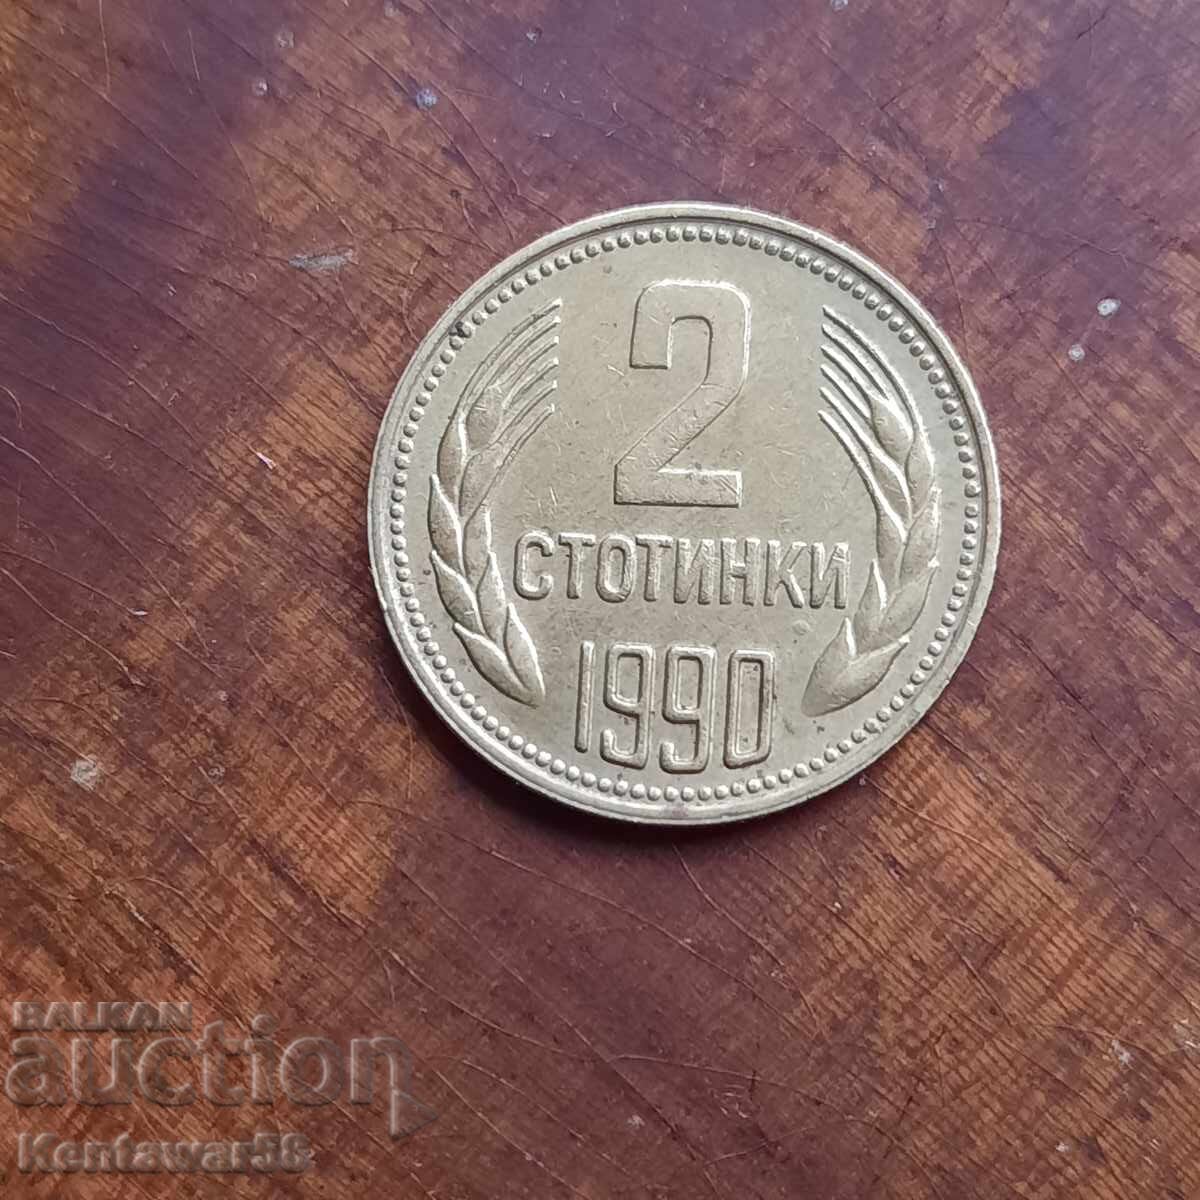 2
СТОТИНКИ
1990
BALKAN
auction
Kentawar58